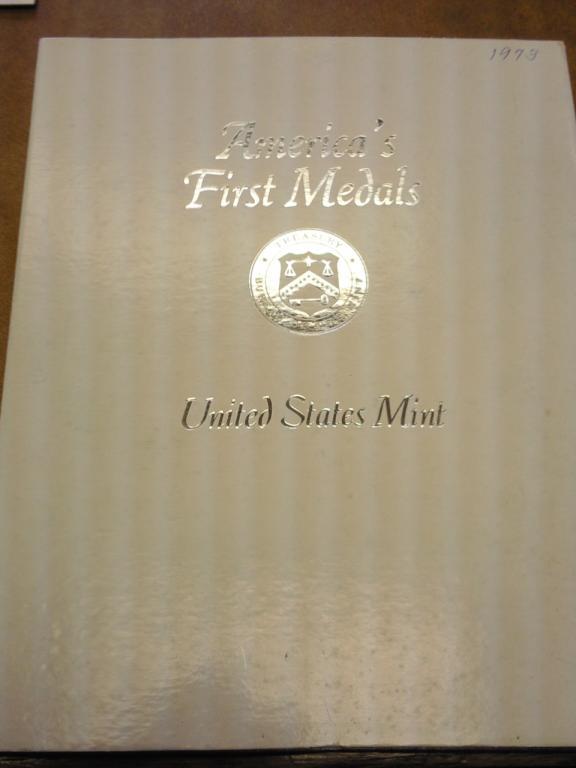 1973
America's
First Medals
TREASURY
United States Mint